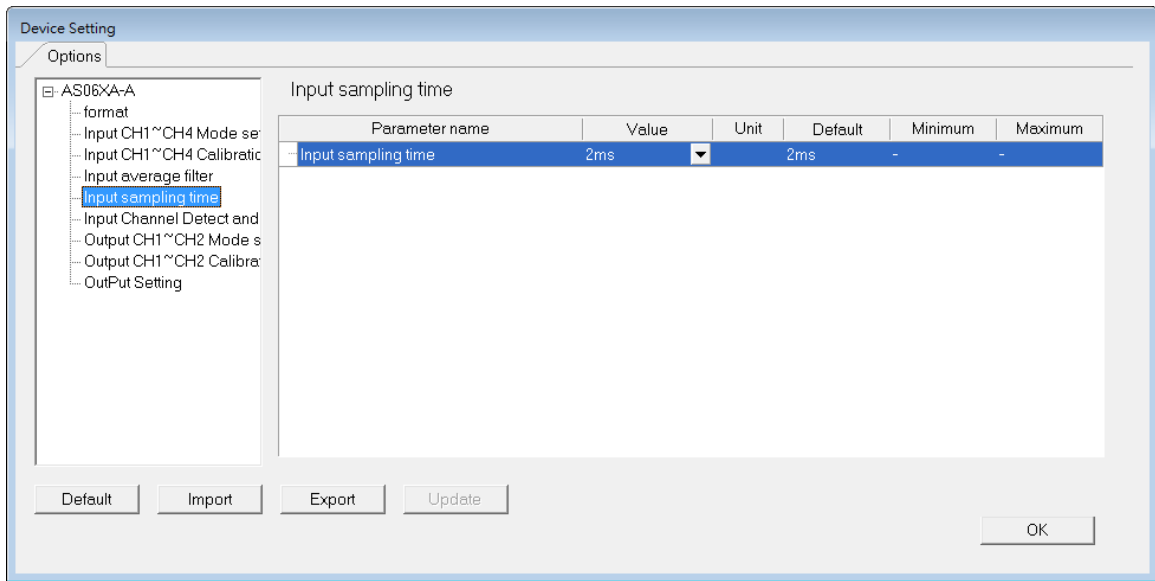 Device Setting
Options
AS06XA-A
format
Input CH1~CH4 Mode set
Input CH1~CH4 Calibratic
Input average filter
Input sampling time
Input Channel Detect and
Output CH1~CH2 Mode s
Output CH1~CH2 Calibra
OutPut Setting
Input sampling time
Parameter name Value Unit Default Minimum Maximum
Input sampling time 2ms 2ms - -
Default Import Export Update
OK